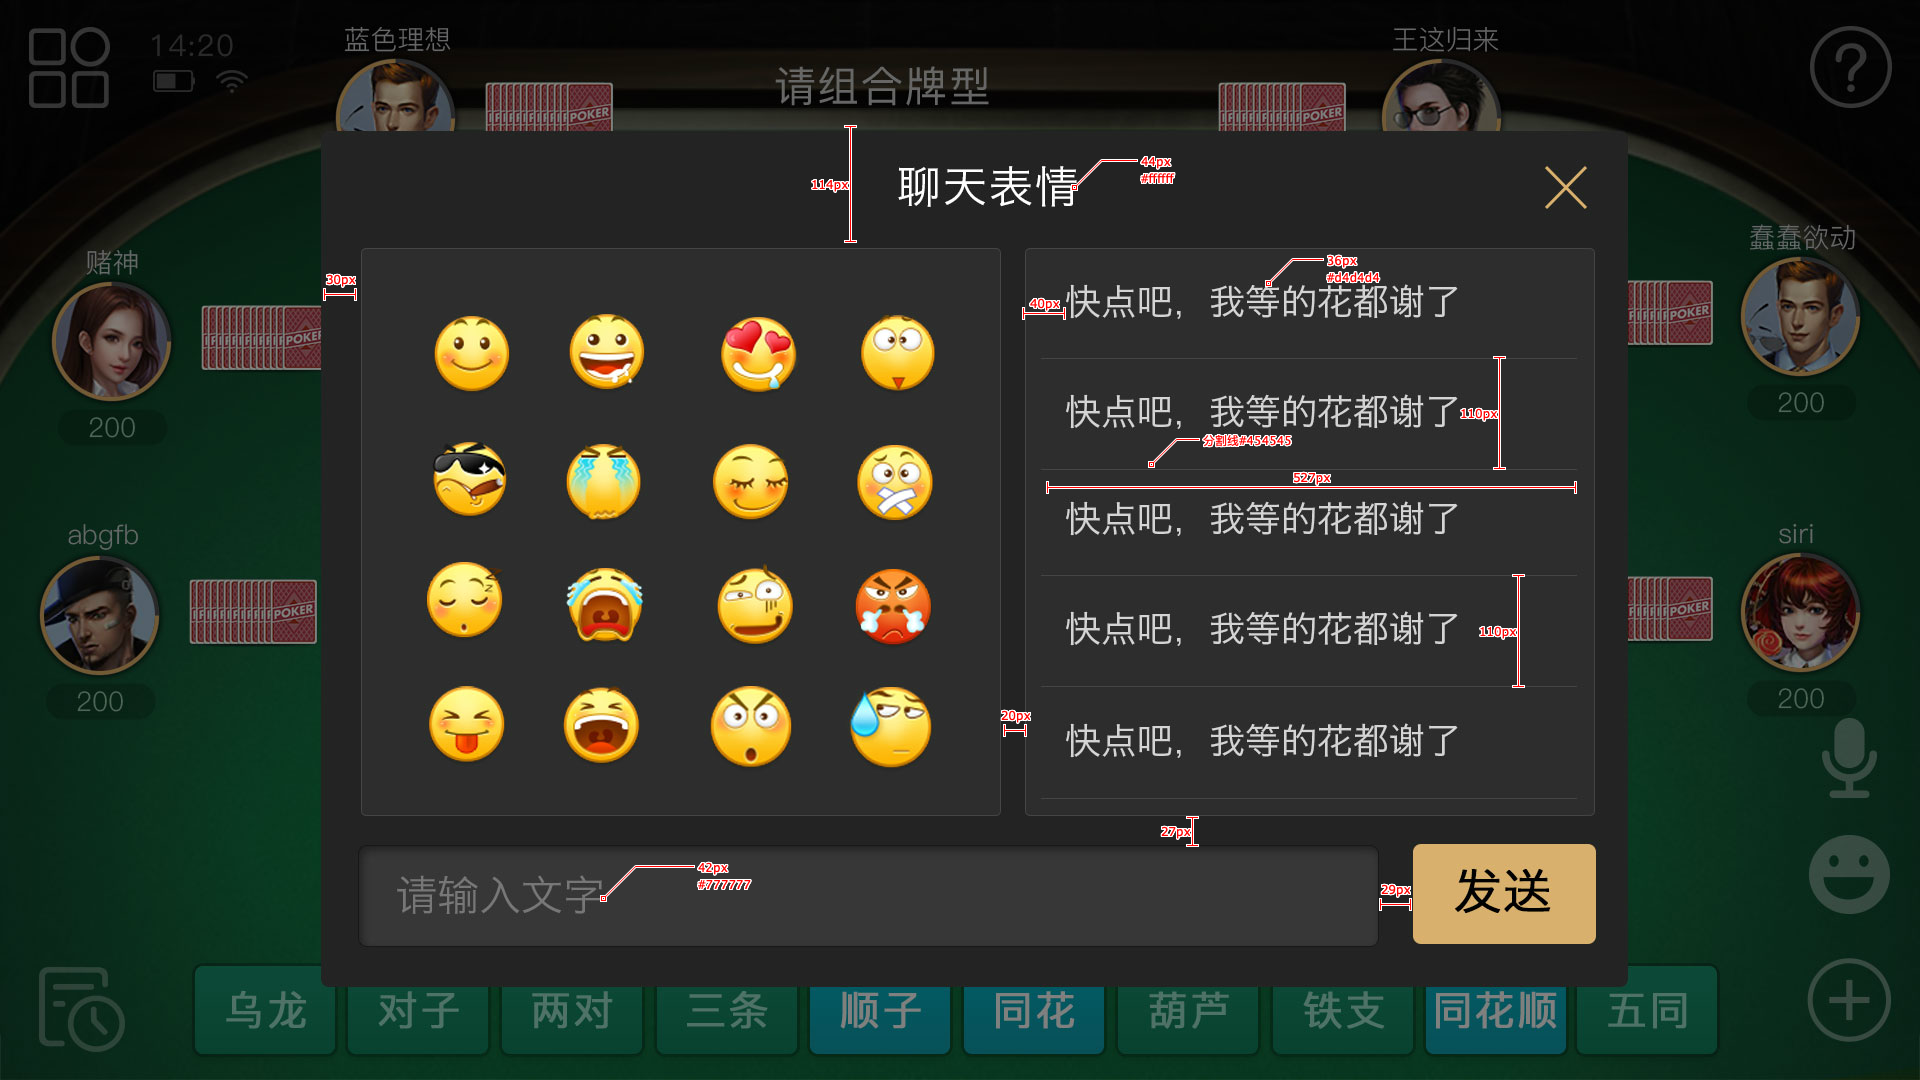 14:20
蓝色理想
王这归来
请组合牌型
POKER
POKER
聊天表情
44px
#ffffff
114px
赌神
200
POKER
蠢蠢欲动
200
POKER
30px
36px
#d4d4d4
40px
快点吧，我等的花都谢了
快点吧，我等的花都谢了
110px
分割线#454545
527px
快点吧，我等的花都谢了
快点吧，我等的花都谢了
110px
快点吧，我等的花都谢了
20px
27px
abgfb
200
POKER
siri
200
POKER
请输入文字
42px
#777777
29px
发送
乌龙
对子
两对
三条
顺子
同花
葫芦
铁支
同花顺
五同